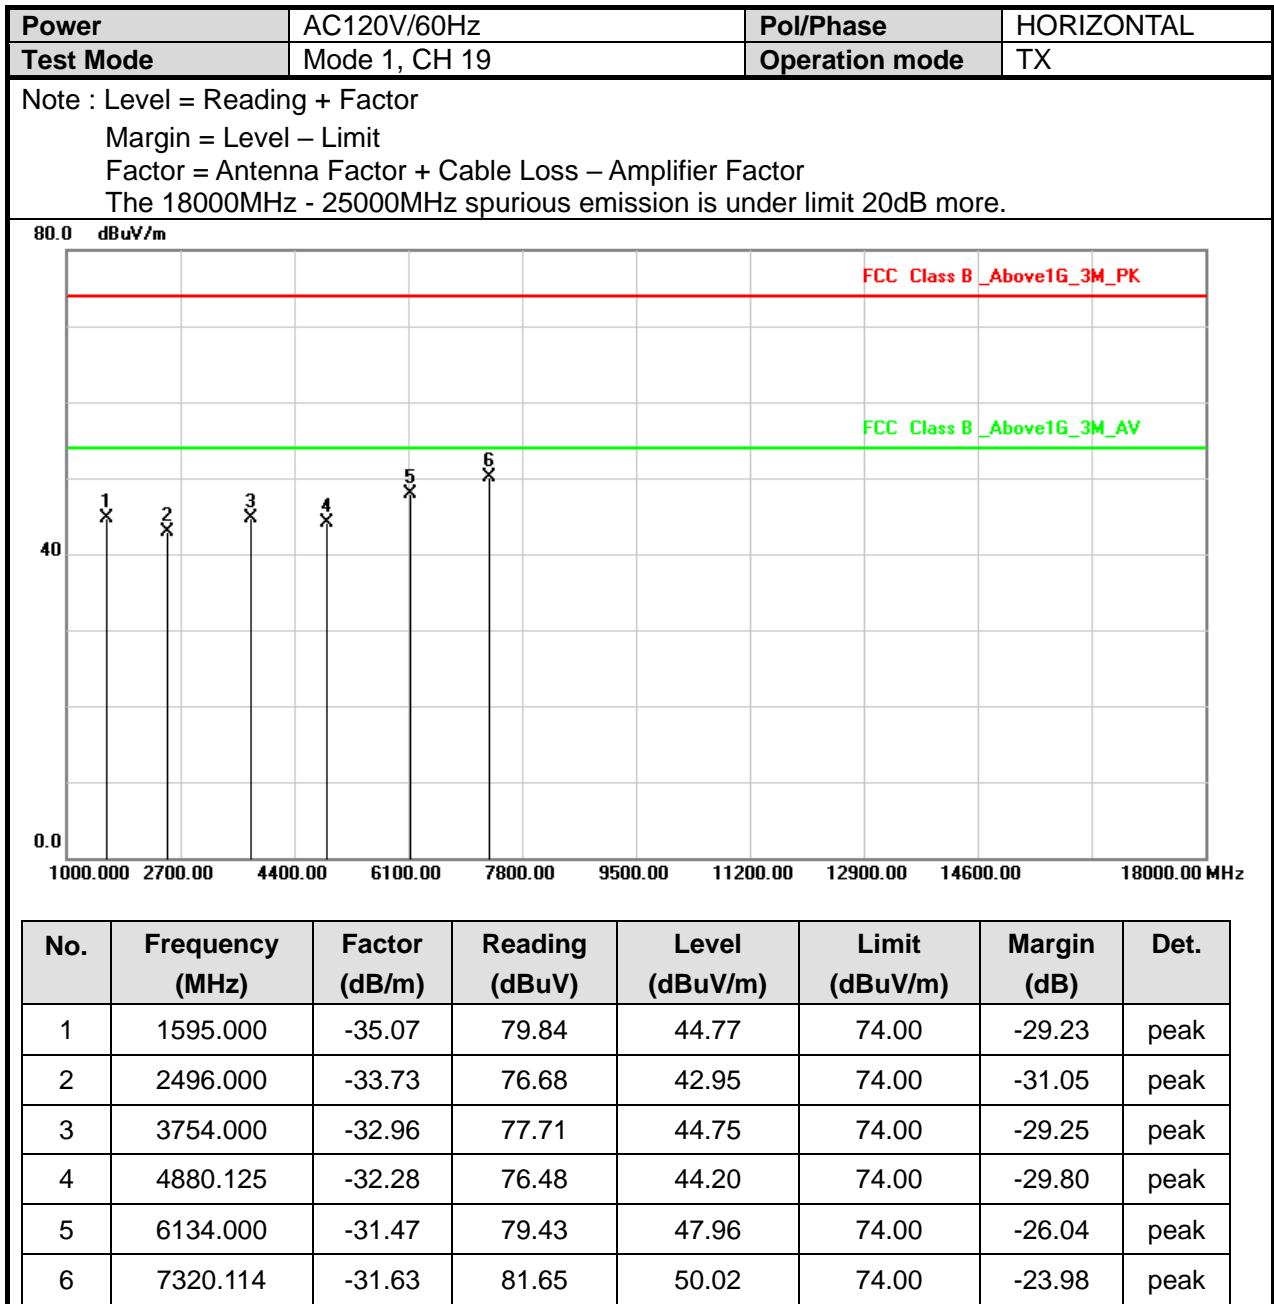 Power AC120V/60Hz Pol/Phase HORIZONTAL
Test Mode Mode 1, CH 19 Operation mode TX
Note : Level = Reading + Factor
Margin = Level – Limit
Factor = Antenna Factor + Cable Loss – Amplifier Factor
The 18000MHz - 25000MHz spurious emission is under limit 20dB more.
80.0 dBuV/m
FCC Class B _Above1G_3M_PK
FCC Class B _Above1G_3M_AV
1 2 3 4 5 6
40
0.0
1000.000 2700.00 4400.00 6100.00 7800.00 9500.00 11200.00 12900.00 14600.00 18000.00 MHz
No. Frequency Factor Reading Level Limit Margin Det.
(MHz) (dB/m) (dBuV) (dBuV/m) (dBuV/m) (dB)
1 1595.000 -35.07 79.84 44.77 74.00 -29.23 peak
2 2496.000 -33.73 76.68 42.95 74.00 -31.05 peak
3 3754.000 -32.96 77.71 44.75 74.00 -29.25 peak
4 4880.125 -32.28 76.48 44.20 74.00 -29.80 peak
5 6134.000 -31.47 79.43 47.96 74.00 -26.04 peak
6 7320.114 -31.63 81.65 50.02 74.00 -23.98 peak